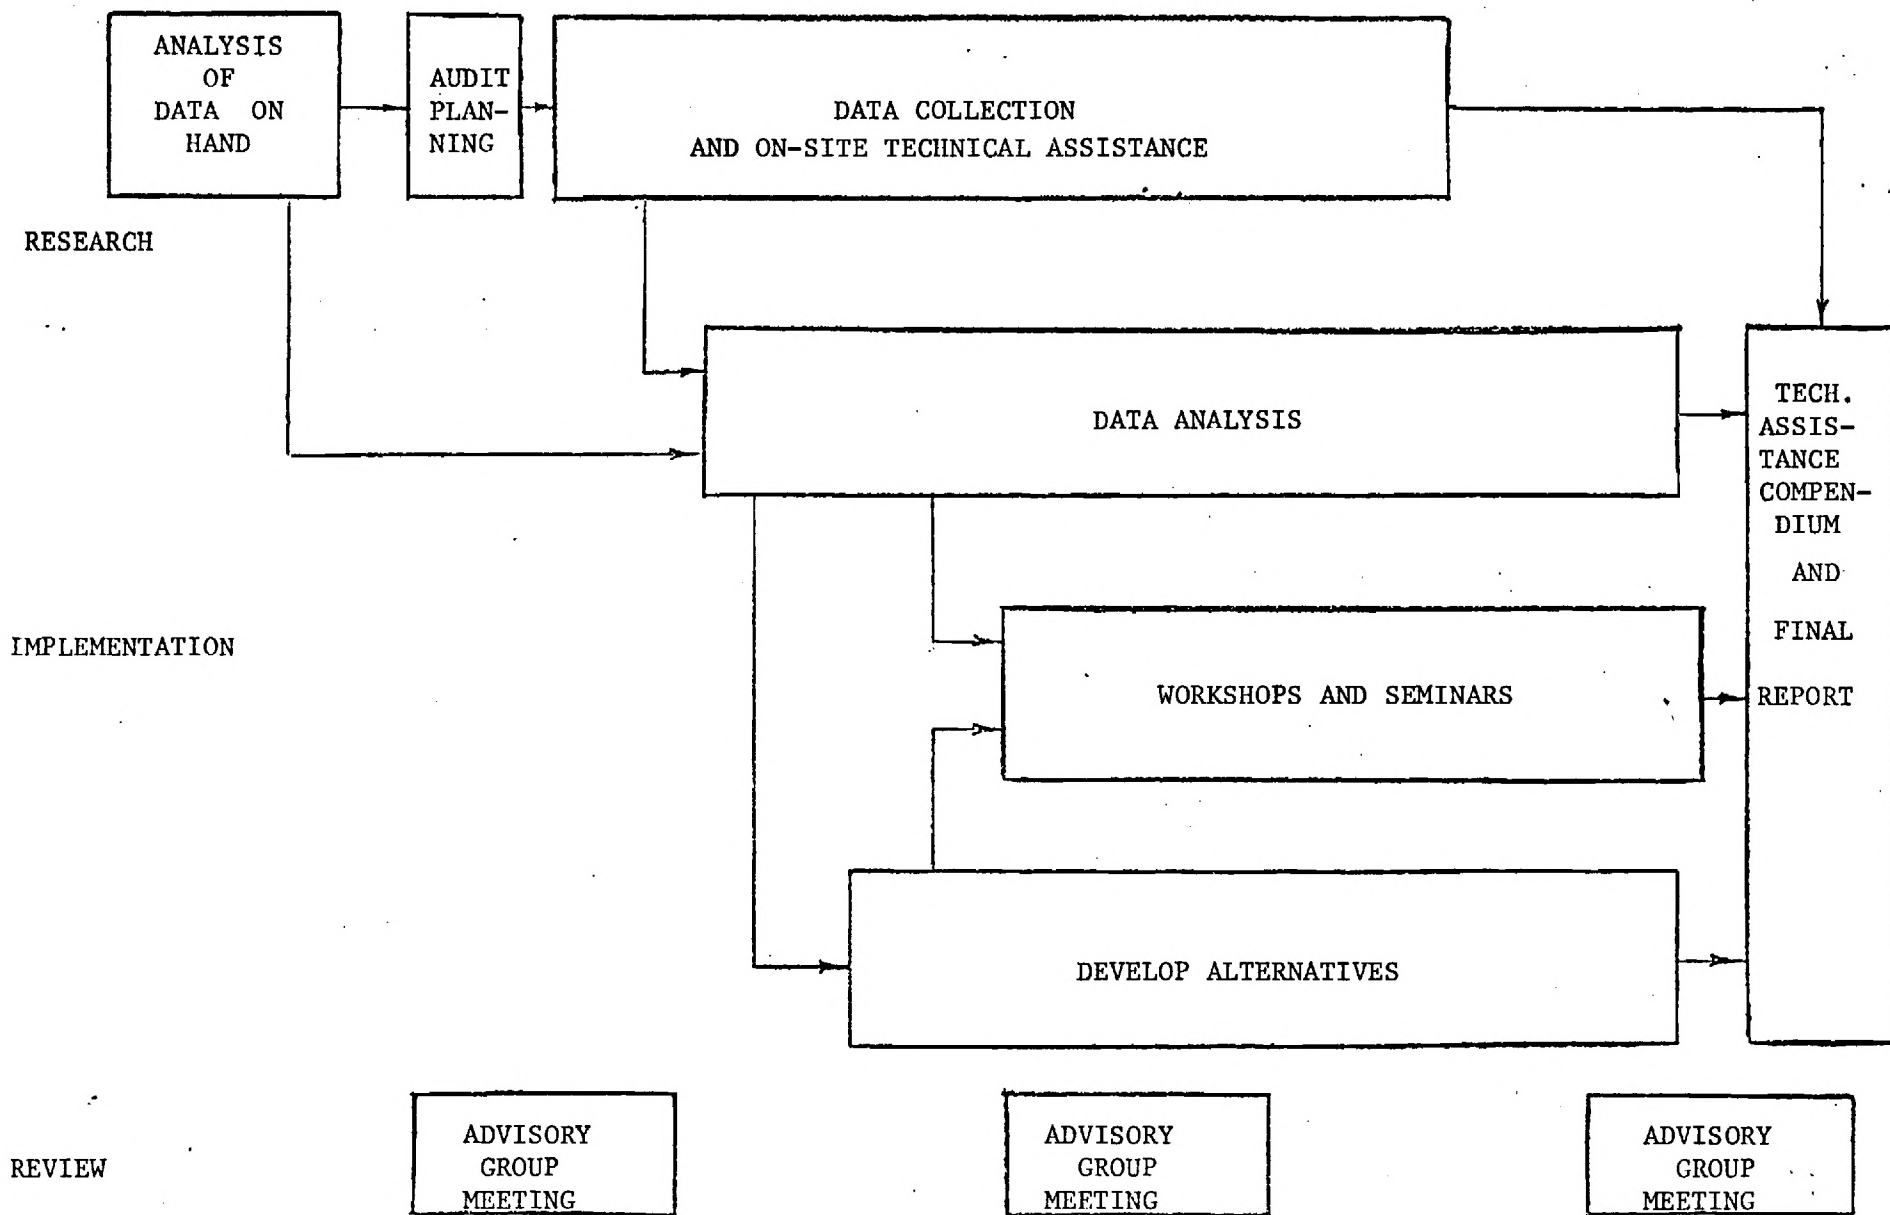 ANALYSIS
OF
DATA ON
HAND
AUDIT
PLAN-
NING
DATA COLLECTION
AND ON-SITE TECHNICAL ASSISTANCE
RESEARCH
DATA ANALYSIS
TECH.
ASSIS-
TANCE
COMPEN-
DIUM
AND
FINAL
REPORT
IMPLEMENTATION
WORKSHOPS AND SEMINARS
DEVELOP ALTERNATIVES
REVIEW
ADVISORY
GROUP
MEETING
ADVISORY
GROUP
MEETING
ADVISORY
GROUP
MEETING